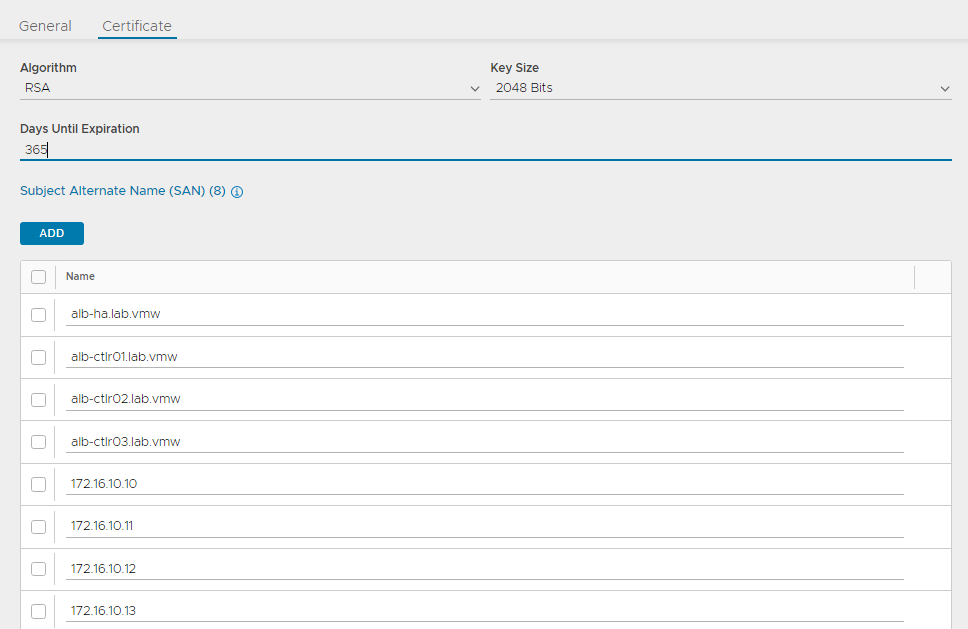 General Certificate
Algorithm Key Size
RSA 2048 Bits
Days Until Expiration
365
Subject Alternate Name (SAN) (8)
ADD
Name
alb-ha.lab.vmw
alb-ctlr01.lab.vmw
alb-ctlr02.lab.vmw
alb-ctlr03.lab.vmw
172.16.10.10
172.16.10.11
172.16.10.12
172.16.10.13